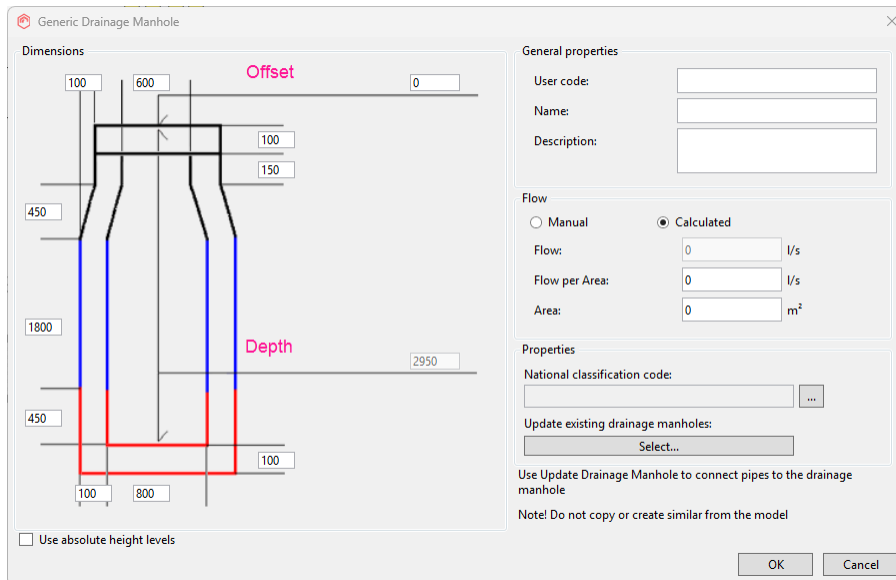 Generic Drainage Manhole
Dimensions
100
600
Offset
0
100
150
450
1800
Depth
2950
450
100
100
800
Use absolute height levels
General properties
User code:
Name:
Description:
Flow
Manual
Calculated
Flow:
0
l/s
Flow per Area:
0
l/s
Area:
0
m²
Properties
National classification code:
...
Update existing drainage manholes:
Select...
Use Update Drainage Manhole to connect pipes to the drainage
manhole
Note! Do not copy or create similar from the model
OK
Cancel